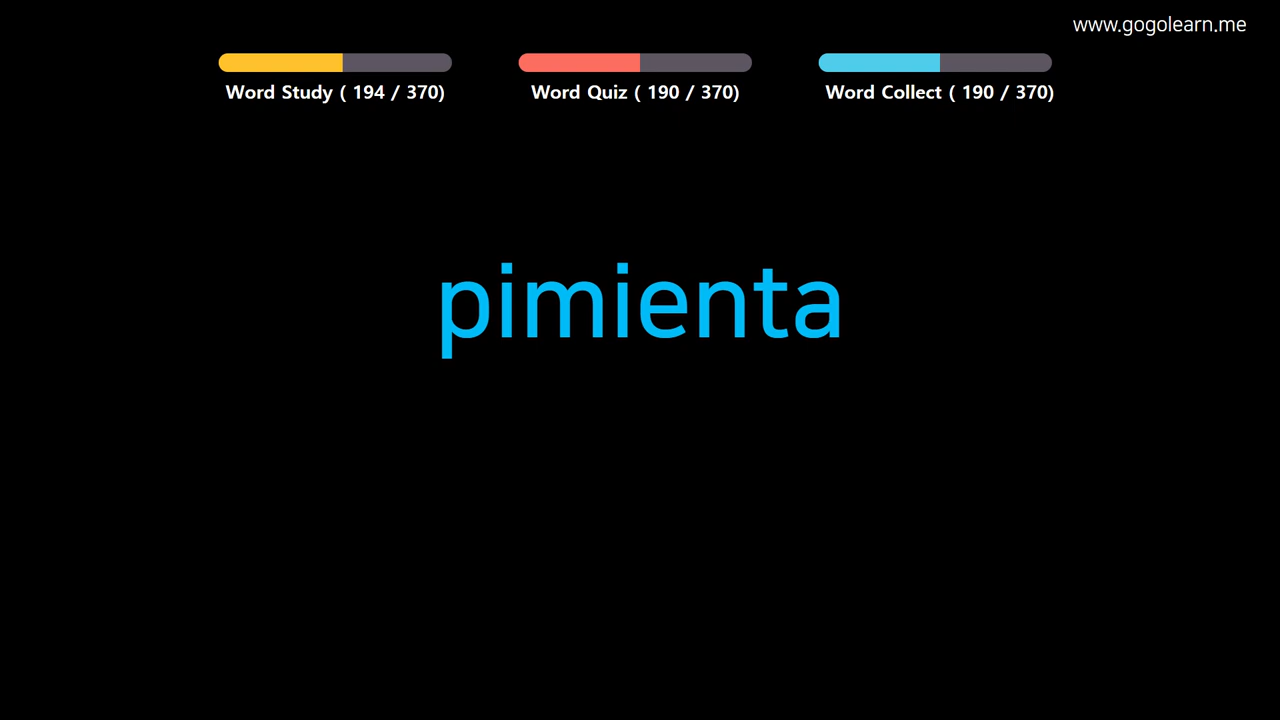 www.gogolearn.me
Word Study ( 194 / 370)
Word Quiz ( 190 / 370)
Word Collect ( 190 / 370)
pimienta